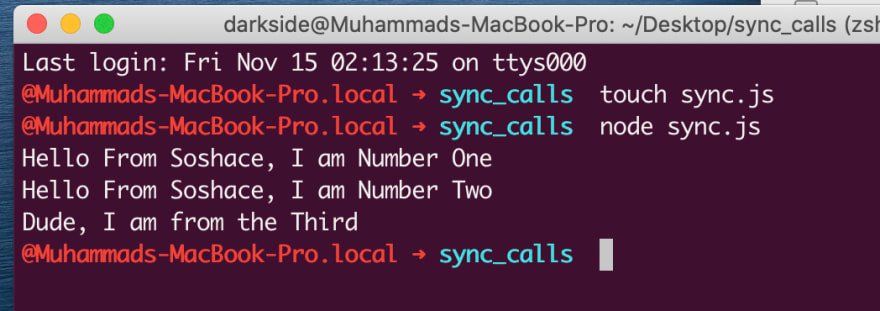 darkside@Muhammads-MacBook-Pro: ~/Desktop/sync_calls (zsh
Last login: Fri Nov 15 02:13:25 on ttys000
@Muhammads-MacBook-Pro.local → sync_calls touch sync.js
@Muhammads-MacBook-Pro.local → sync_calls node sync.js
Hello From Soshace, I am Number One
Hello From Soshace, I am Number Two
Dude, I am from the Third
@Muhammads-MacBook-Pro.local → sync_calls